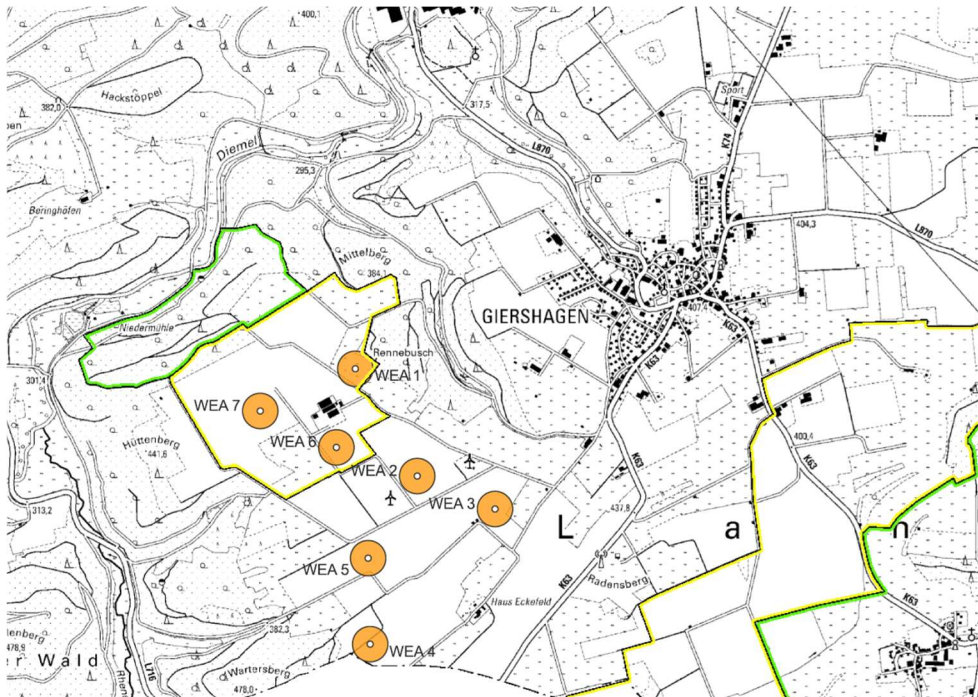 400,1
382,0
Hackstöppel
317,5
Sport
L870
K74
Diemel
295,3
Beringhöfen
Mittelberg
384,1
404,3
L870
GIERSHAGEN
407,4
K63
Niedermühle
Rennebusch
K63
301,4
WEA 1
WEA 7
Hüttenberg
441,6
WEA 6
WEA 2
400,4
K63
K63
313,2
WEA 3
437,8
L a n
WEA 5
K63
Radensberg
Haus Eckefeld
K63
382,3
478,9
WEA 4
er Wald
L716
Wartersberg
478,0